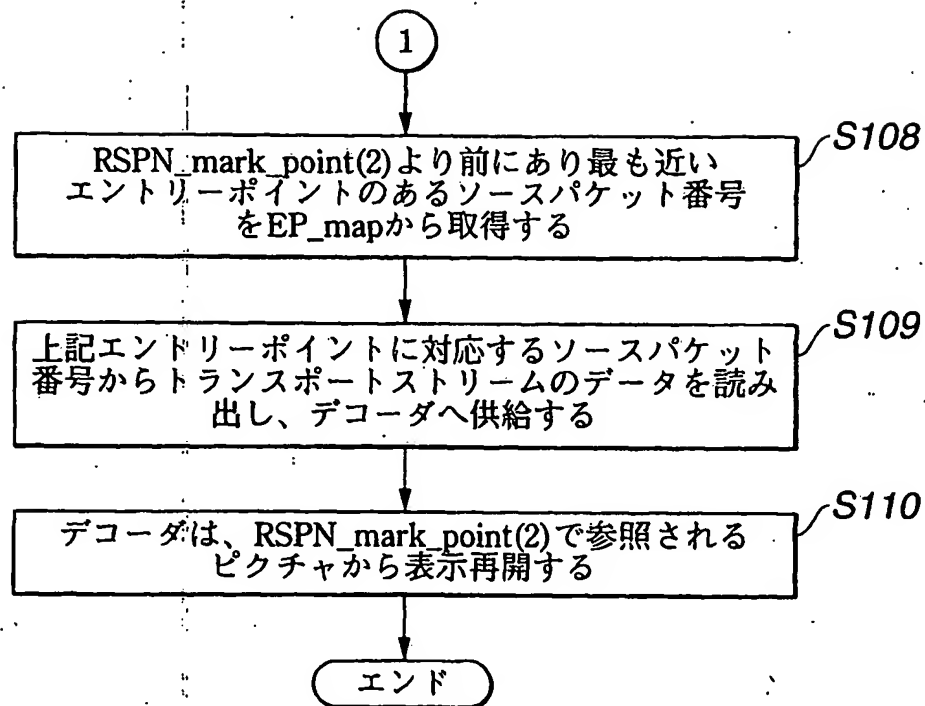 1
RSPN_mark_point(2)より前にあり最も近い
エントリーポイントのあるソースパケット番号
をEP_mapから取得する
S108
上記エントリーポイントに対応するソースパケット
番号からトランスポートストリームのデータを読み
出し、デコーダへ供給する
S109
デコーダは、RSPN_mark_point(2)で参照される
ピクチャから表示再開する
S110
エンド